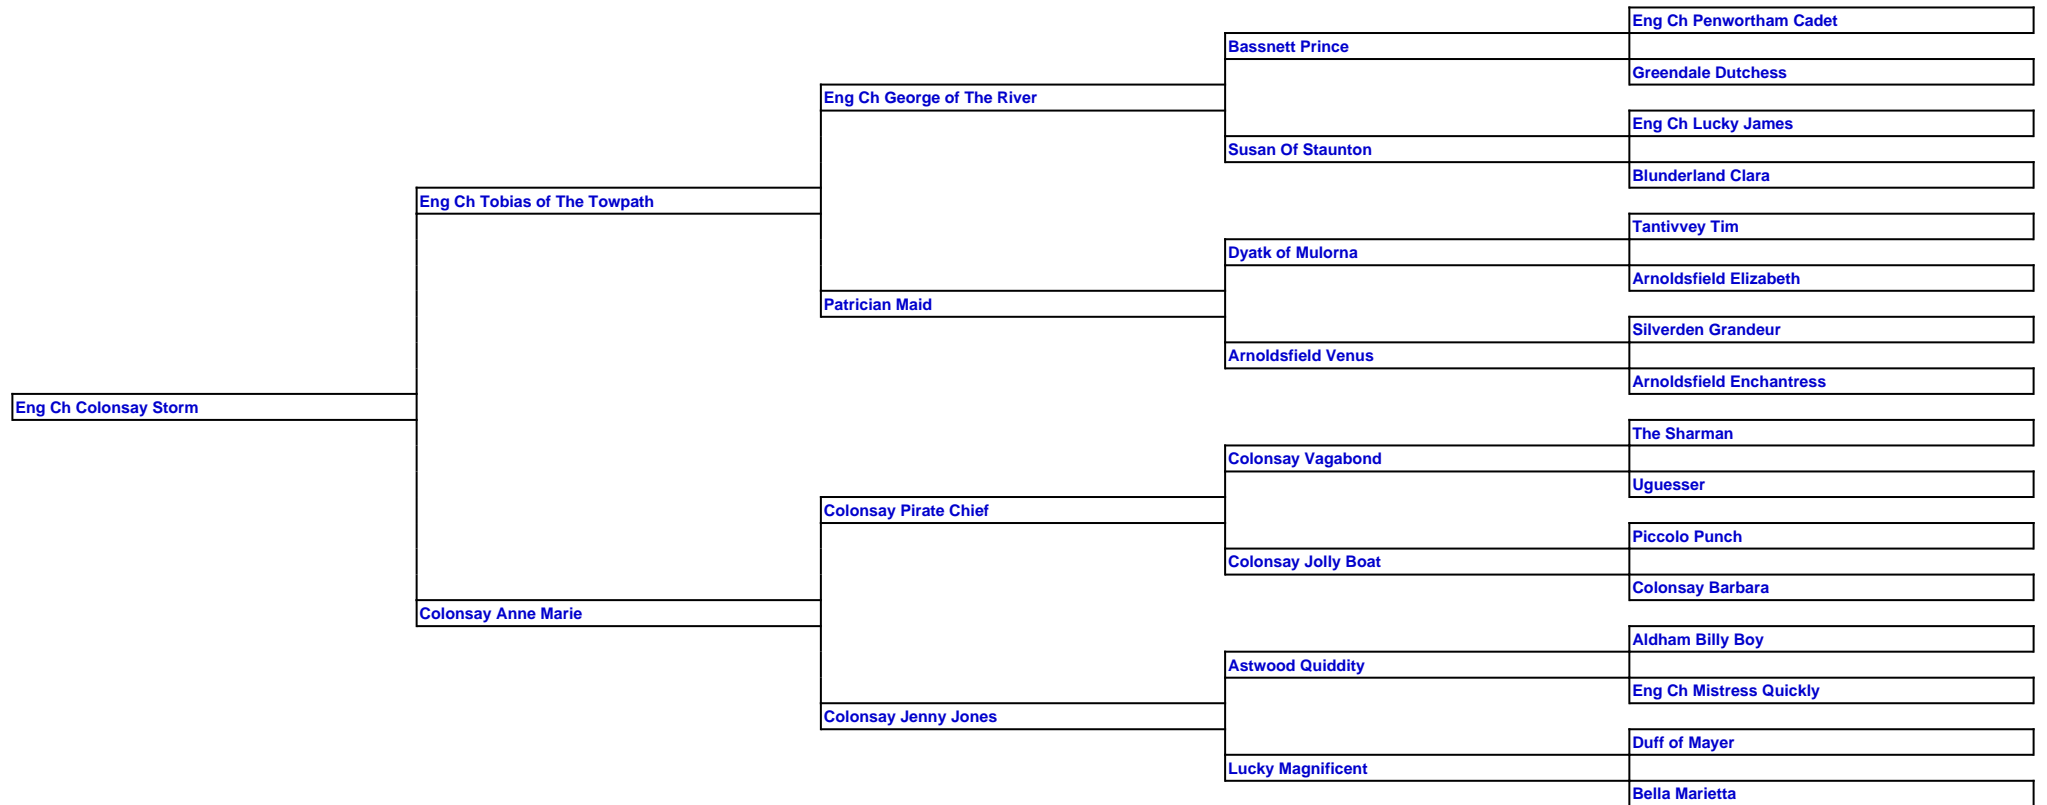 Eng Ch Penwortham Cadet
Bassnett Prince
Greendale Dutchess
Eng Ch George of The River
Eng Ch Lucky James
Susan Of Staunton
Blunderland Clara
Eng Ch Tobias of The Towpath
Tantivvey Tim
Dyatk of Mulorna
Arnoldsfield Elizabeth
Patrician Maid
Silverden Grandeur
Arnoldsfield Venus
Arnoldsfield Enchantress
Eng Ch Colonsay Storm
The Sharman
Colonsay Vagabond
Uguesser
Colonsay Pirate Chief
Piccolo Punch
Colonsay Jolly Boat
Colonsay Barbara
Colonsay Anne Marie
Aldham Billy Boy
Astwood Quiddity
Eng Ch Mistress Quickly
Colonsay Jenny Jones
Duff of Mayer
Lucky Magnificent
Bella Marietta